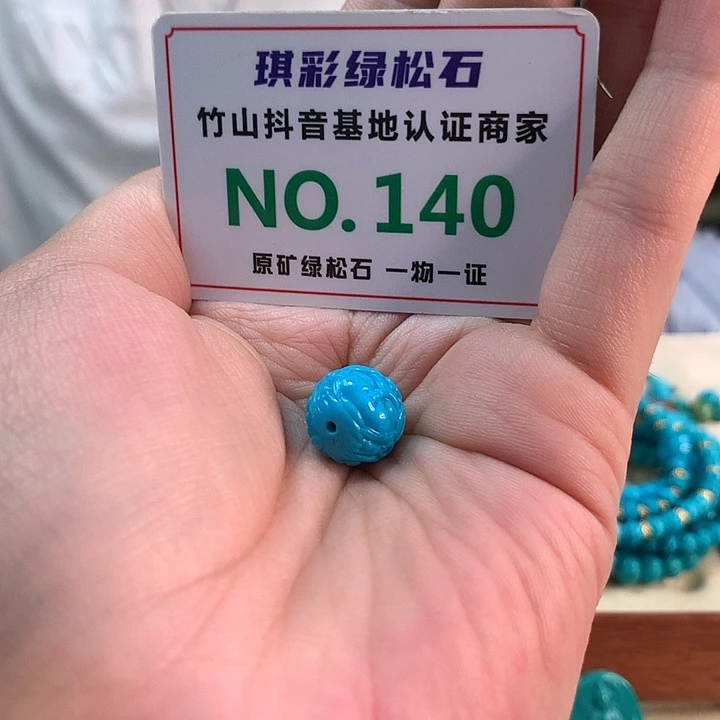 琪彩绿松石
竹山抖音基地认证商家
NO.140
原矿绿松石 一物一证